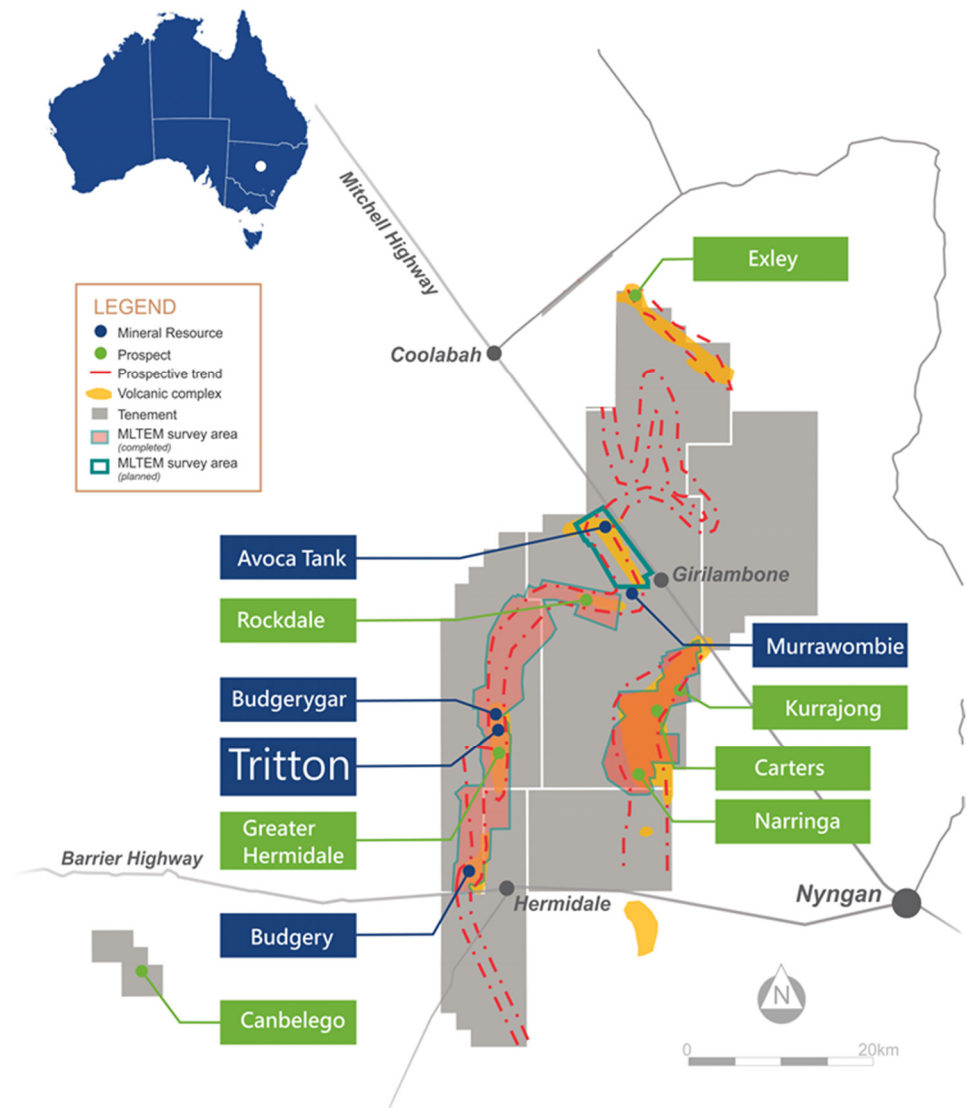 Mitchell Highway
Exley
LEGEND
Mineral Resource
Prospect
Prospective trend
Volcanic complex
Tenement
MLTEM survey area
(completed)
MLTEM survey area
(planned)
Coolabah
Avoca Tank
Girilambone
Rockdale
Murrawombie
Budgerygar
Kurrajong
Tritton
Carters
Greater
Hermidale
Narringa
Barrier Highway
Nyngan
Hermidale
Budgery
Canbelego
N
0
20km